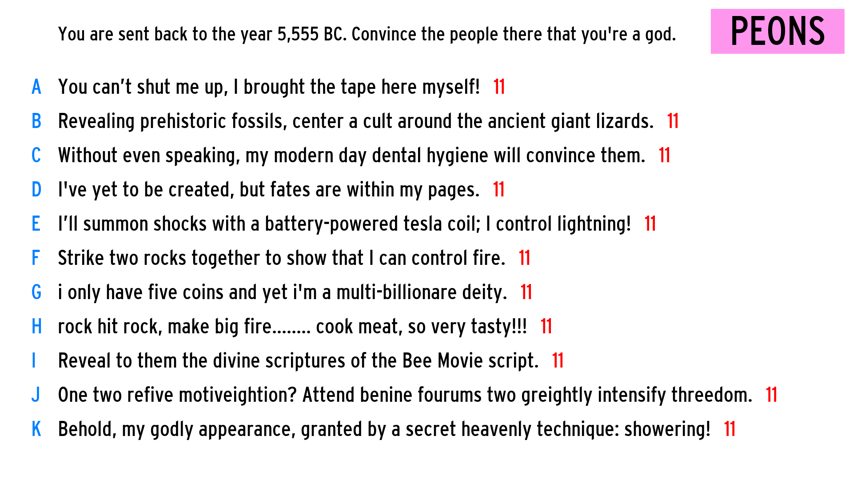 You are sent back to the year 5,555 BC. Convince the people there that you're a god.
PEONS
A You can’t shut me up, I brought the tape here myself! 11
B Revealing prehistoric fossils, center a cult around the ancient giant lizards. 11
C Without even speaking, my modern day dental hygiene will convince them. 11
D I've yet to be created, but fates are within my pages. 11
E I’ll summon shocks with a battery-powered tesla coil; I control lightning! 11
F Strike two rocks together to show that I can control fire. 11
G i only have five coins and yet i'm a multi-billionare deity. 11
H rock hit rock, make big fire........ cook meat, so very tasty!!! 11
I Reveal to them the divine scriptures of the Bee Movie script. 11
J One two refive motiveightion? Attend benine fourums two greightly intensify threedom. 11
K Behold, my godly appearance, granted by a secret heavenly technique: showering! 11